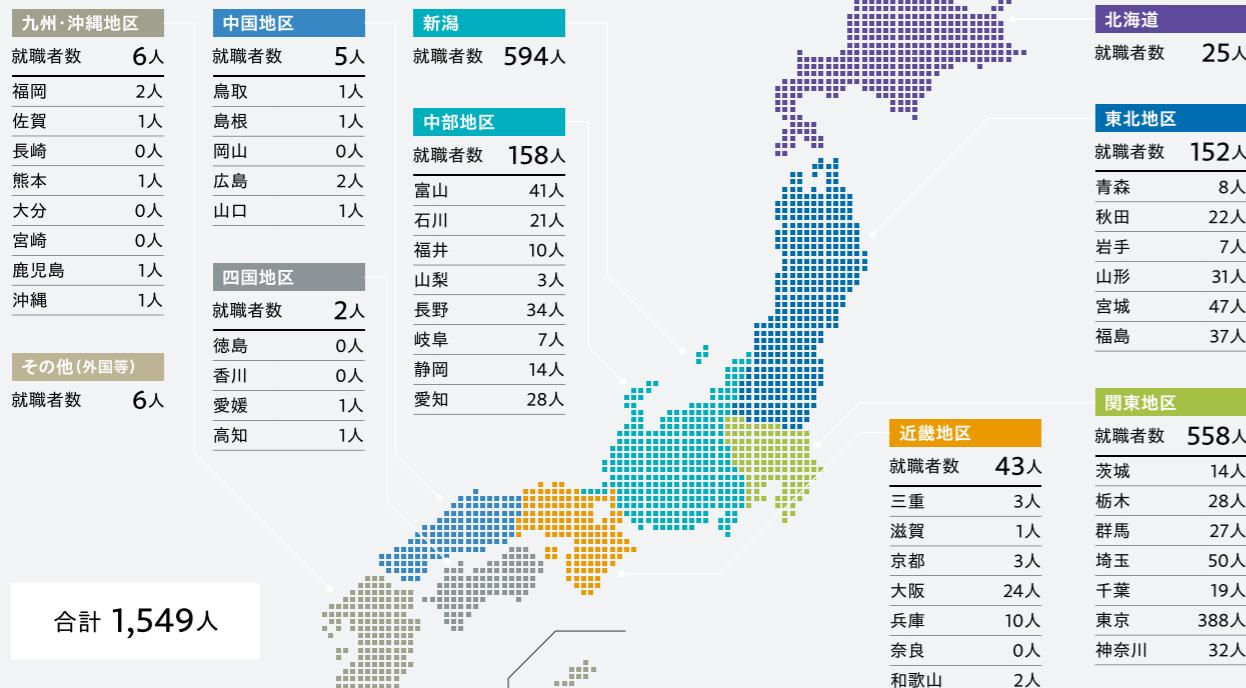 九州・沖縄地区
就職者数 6人
福岡 2人
佐賀 1人
長崎 0人
熊本 1人
大分 0人
宮崎 0人
鹿児島 1人
沖縄 1人
その他(外国等)
就職者数 6人
合計 1,549人
中国地区
就職者数 5人
鳥取 1人
島根 1人
岡山 0人
広島 2人
山口 1人
四国地区
就職者数 2人
徳島 0人
香川 0人
愛媛 1人
高知 1人
新潟
就職者数 594人
中部地区
就職者数 158人
富山 41人
石川 21人
福井 10人
山梨 3人
長野 34人
岐阜 7人
静岡 14人
愛知 28人
近畿地区
就職者数 43人
三重 3人
滋賀 1人
京都 3人
大阪 24人
兵庫 10人
奈良 0人
和歌山 2人
北海道
就職者数 25人
東北地区
就職者数 152人
青森 8人
秋田 22人
岩手 7人
山形 31人
宮城 47人
福島 37人
関東地区
就職者数 558人
茨城 14人
栃木 28人
群馬 27人
埼玉 50人
千葉 19人
東京 388人
神奈川 32人